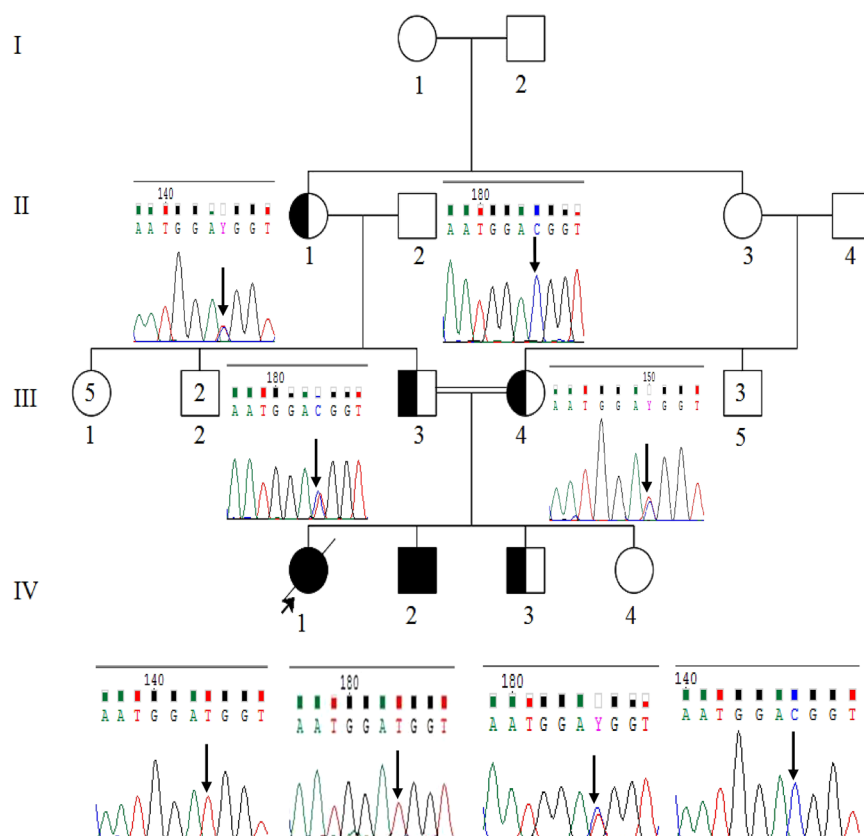 I
1 2
II
140
A A T G G A Y G G T
180
A A T G G A C G G T
1 2 3 4
III
5 2
180
A A T G G A C G G T
3
150
A A T G G A Y G G T
1 2 3 4 5
IV
1 2 3 4
140
A A T G G A T G G T
180
A A T G G A T G G T
180
A A T G G A Y G G T
140
A A T G G A C G G T